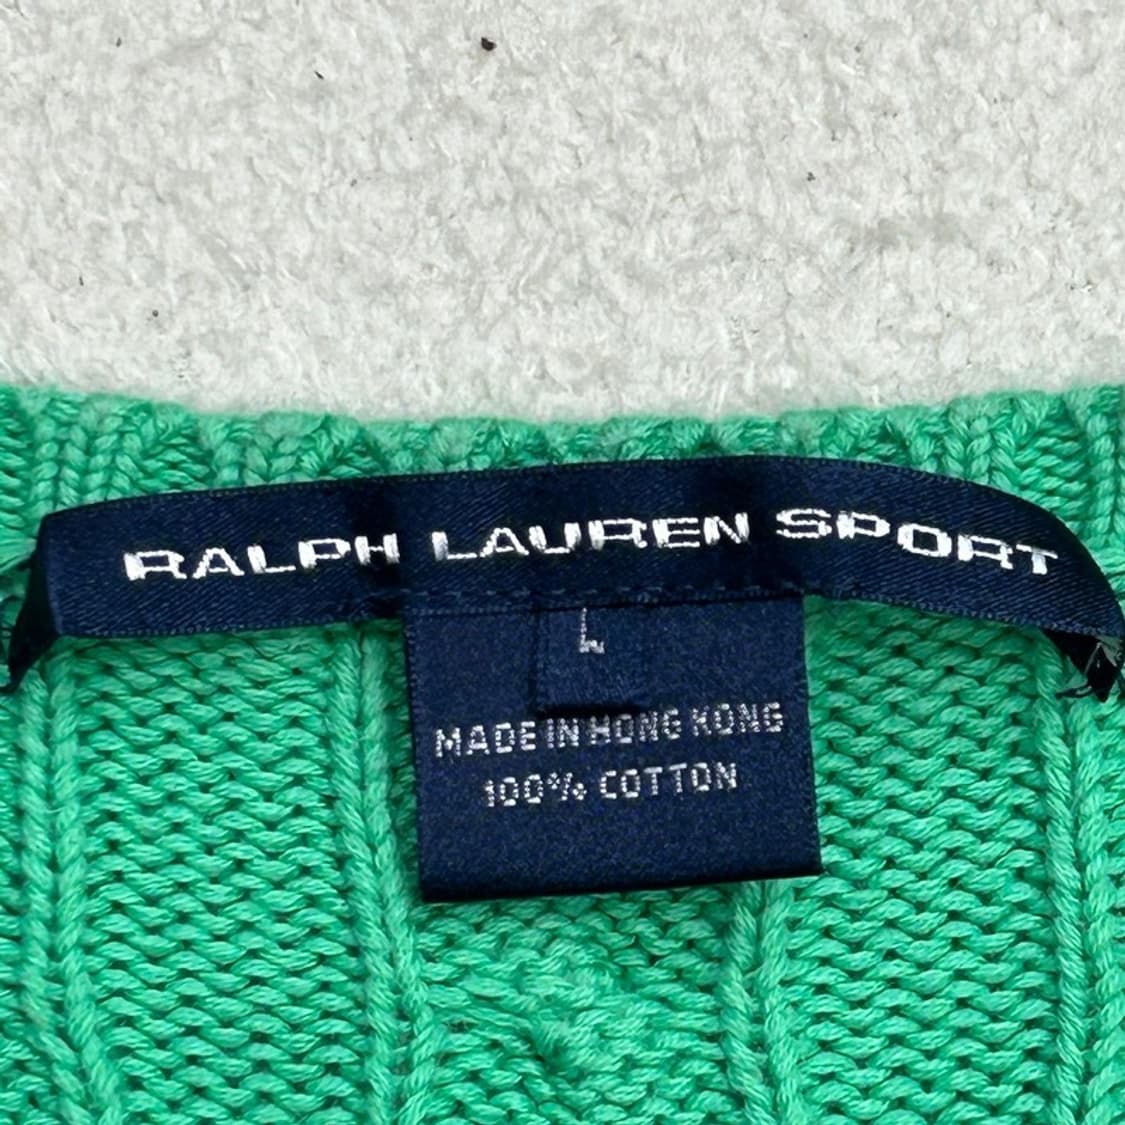 RALPH LAUREN SPORT
L
MADE IN HONG KONG
100% COTTON